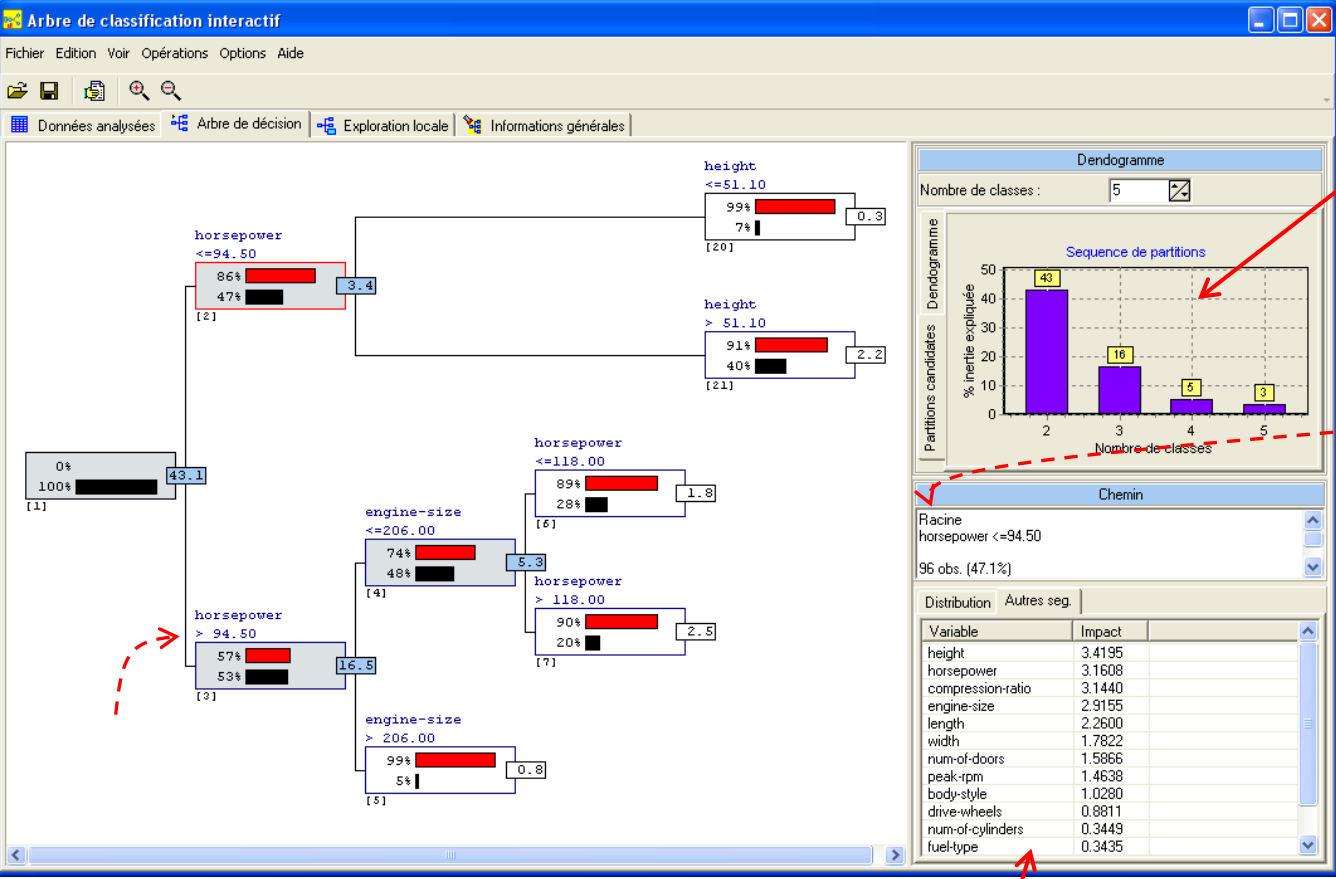 Arbre de classification interactif
Fichier Edition Voir Opérations Options Aide
Données analysées Arbre de décision Exploration locale Informations générales
height
<=51.10
99%
7%
0.3
[20]
horsepower
<=94.50
86%
47%
3.4
[2]
height
> 51.10
91%
40%
2.2
[21]
0%
100%
43.1
[1]
horsepower
<=118.00
89%
28%
1.8
[6]
engine-size
<=206.00
74%
48%
5.3
[4]
horsepower
> 118.00
90%
20%
2.5
[7]
horsepower
> 94.50
57%
53%
16.5
[3]
engine-size
> 206.00
99%
5%
0.8
[5]
Dendogramme
Nombre de classes : 5
Dendogramme
Partitions candidates
Sequence de partitions
% inertie expliquée
50
40
30
20
10
0
43
16
5
3
2 3 4 5
Nombre de classes
Chemin
Racine
horsepower <=94.50
96 obs. (47.1%)
Distribution Autres seg.
Variable Impact
height 3.4195
horsepower 3.1608
compression-ratio 3.1440
engine-size 2.9155
length 2.2600
width 1.7822
num-of-doors 1.5866
peak-rpm 1.4638
body-style 1.0280
drive-wheels 0.8811
num-of-cylinders 0.3449
fuel-type 0.3435